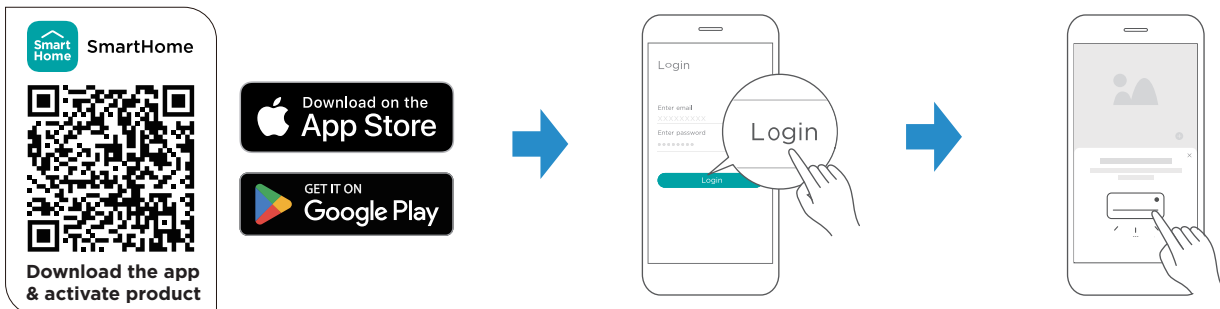 Smart
Home
SmartHome
Download the app
& activate product
Download on the
App Store
GET IT ON
Google Play
Login
Enter email
XXXXXXXXX
Enter password
Login
Login